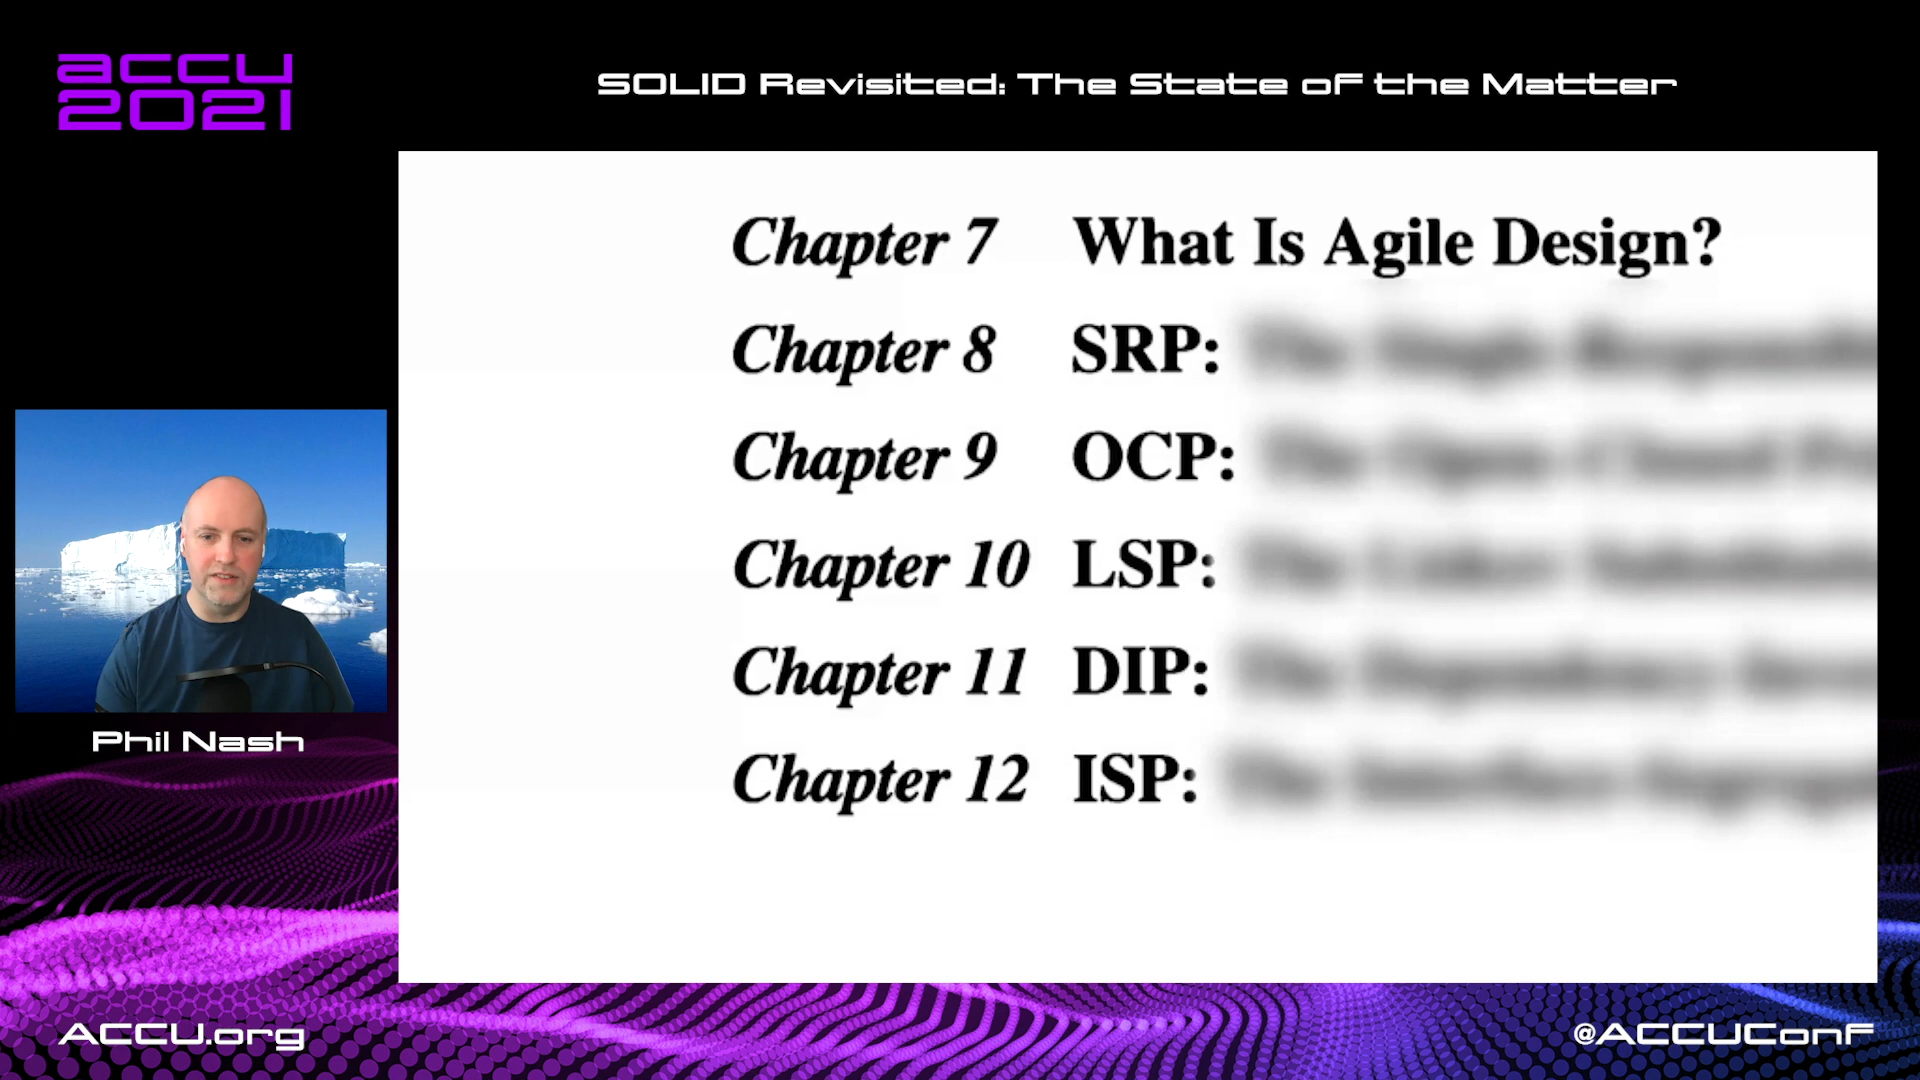 accu
2021
SOLID Revisited: The State of the Matter
Chapter 7 What Is Agile Design?
Chapter 8 SRP:
Chapter 9 OCP:
Chapter 10 LSP:
Chapter 11 DIP:
Chapter 12 ISP:
Phil Nash
ACCU.org
@ACCUConf